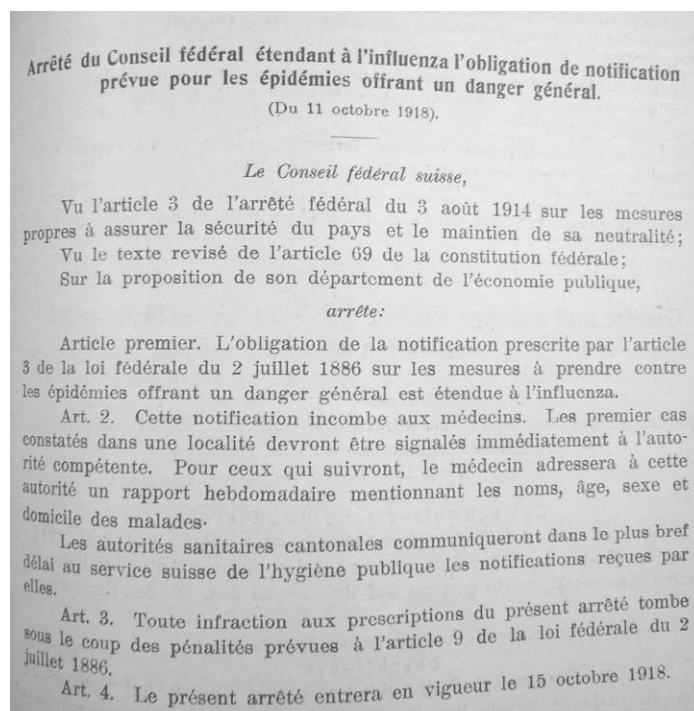 Arrêté du Conseil fédéral étendant à l'influenza l'obligation de notification
prévue pour les épidémies offrant un danger général.
(Du 11 octobre 1918).
Le Conseil fédéral suisse,
Vu l'article 3 de l'arrêté fédéral du 3 août 1914 sur les mesures
propres à assurer la sécurité du pays et le maintien de sa neutralité;
Vu le texte revisé de l'article 69 de la constitution fédérale;
Sur la proposition de son département de l'économie publique,
arrête:
Article premier. L'obligation de la notification prescrite par l'article
3 de la loi fédérale du 2 juillet 1886 sur les mesures à prendre contre
les épidémies offrant un danger général est étendue à l'influenza.
Art. 2. Cette notification incombe aux médecins. Les premier cas
constatés dans une localité devront être signalés immédiatement à l'auto-
rité compétente. Pour ceux qui suivront, le médecin adressera à cette
autorité un rapport hebdomadaire mentionnant les noms, âge, sexe et
domicile des malades.
Les autorités sanitaires cantonales communiqueront dans le plus bref
délai au service suisse de l'hygiène publique les notifications reçues par
elles.
Art. 3. Toute infraction aux prescriptions du présent arrêté tombe
sous le coup des pénalités prévues à l'article 9 de la loi fédérale du 2
juillet 1886.
Art. 4. Le présent arrêté entrera en vigueur le 15 octobre 1918.